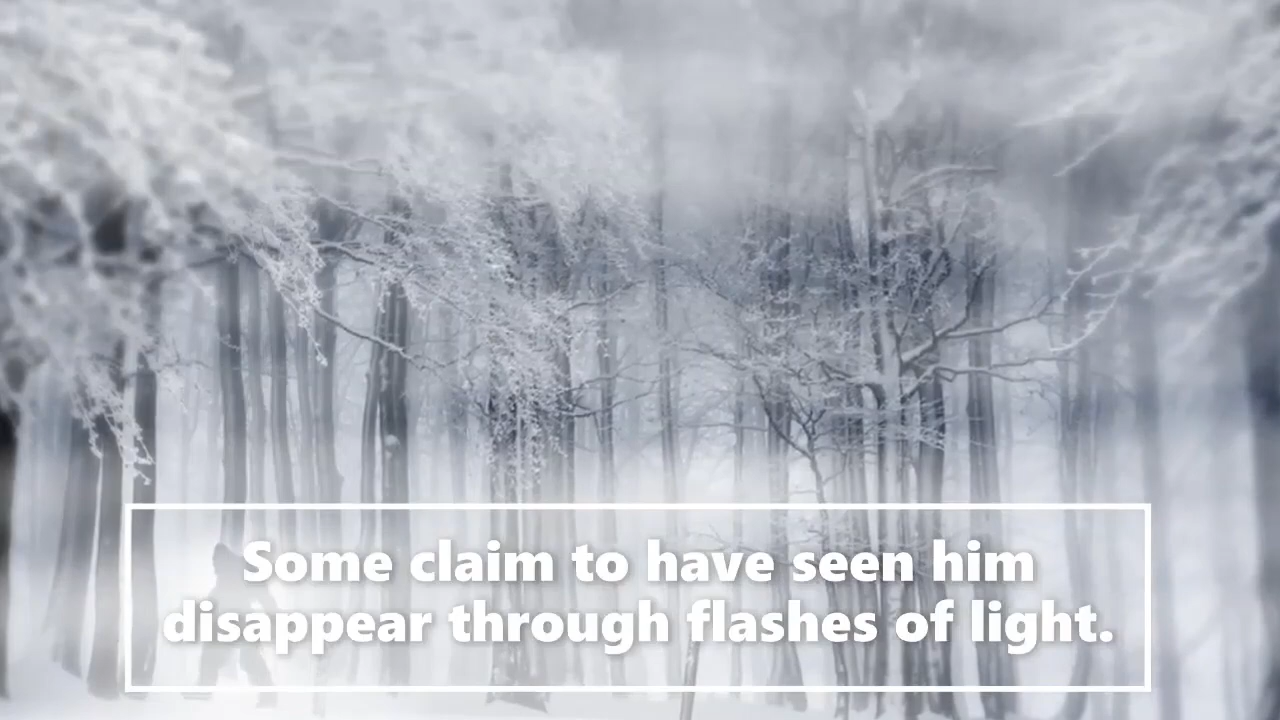 Some claim to have seen him
disappear through flashes of light.